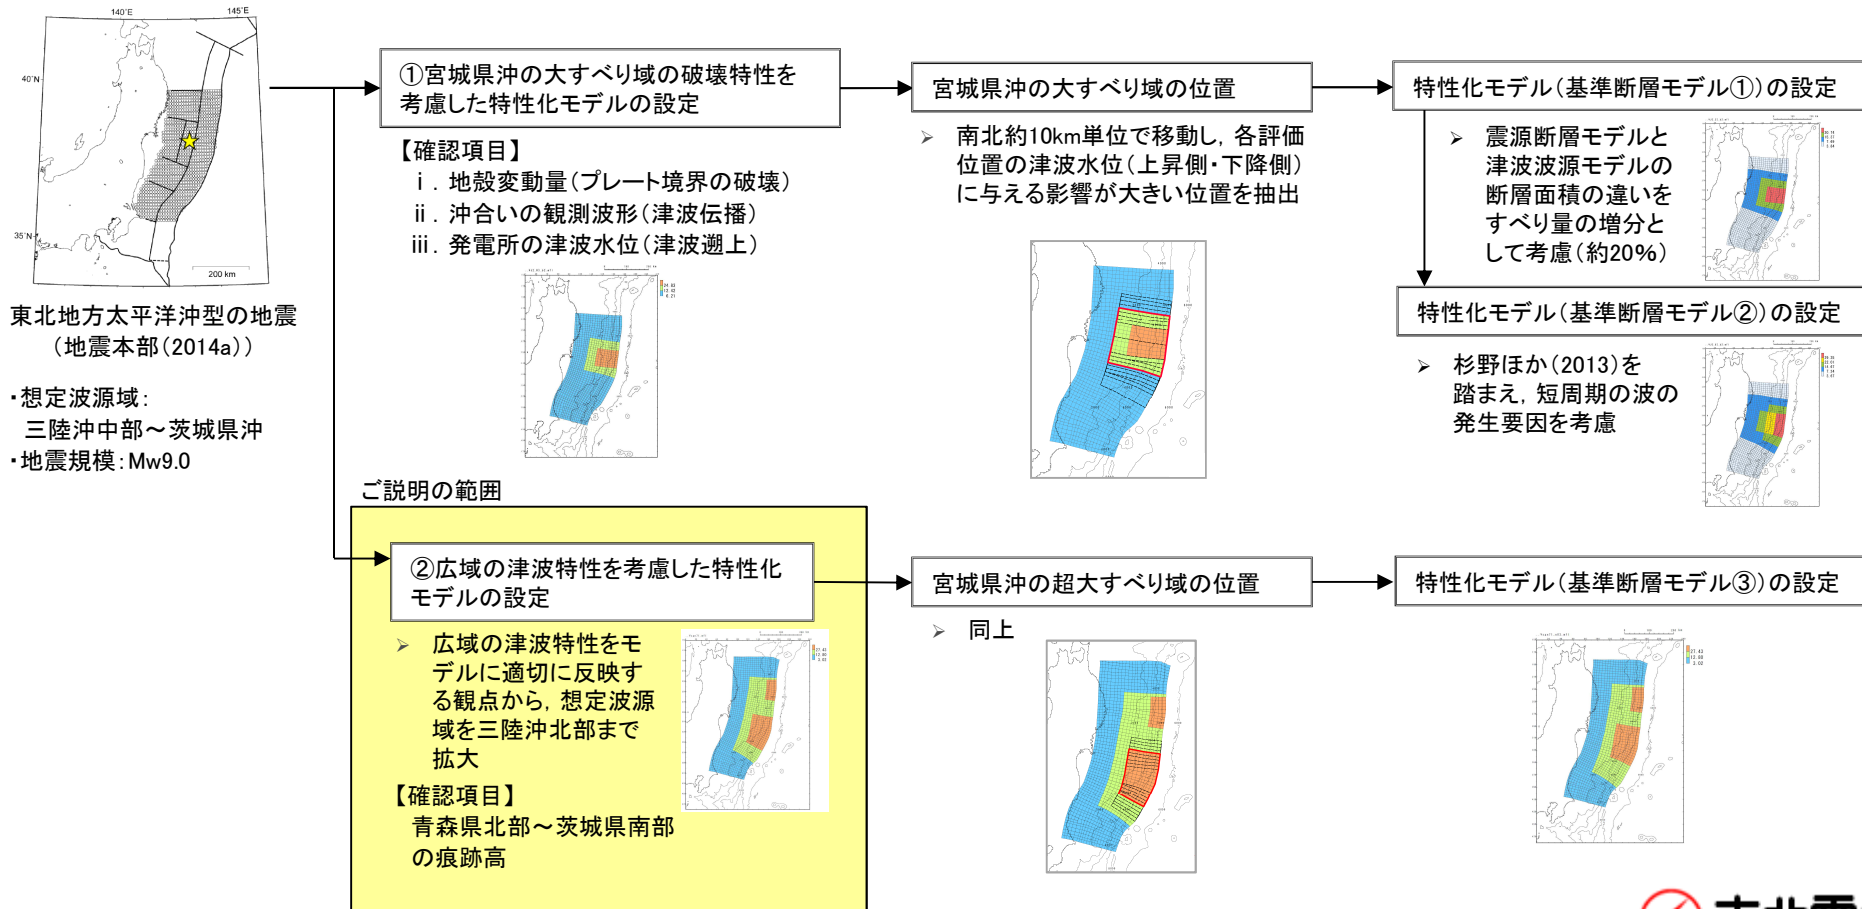 140°E
145°E
40°N
35°N
200 km
東北地方太平洋沖型の地震
（地震本部（2014a））
・想定波源域：
三陸沖中部～茨城県沖
・地震規模：Mw9.0
①宮城県沖の大すべり域の破壊特性を
考慮した特性化モデルの設定
【確認項目】
ⅰ．地殻変動量（プレート境界の破壊）
ⅱ．沖合いの観測波形（津波伝播）
ⅲ．発電所の津波水位（津波遡上）
宮城県沖の大すべり域の位置
➢ 南北約10km単位で移動し，各評価
位置の津波水位（上昇側・下降側）
に与える影響が大きい位置を抽出
特性化モデル（基準断層モデル①）の設定
➢ 震源断層モデルと
津波波源モデルの
断層面積の違いを
すべり量の増分と
して考慮（約20%）
特性化モデル（基準断層モデル②）の設定
➢ 杉野ほか（2013）を
踏まえ，短周期の波の
発生要因を考慮
ご説明の範囲
②広域の津波特性を考慮した特性化
モデルの設定
➢ 広域の津波特性をモ
デルに適切に反映す
る観点から，想定波源
域を三陸沖北部まで
拡大
【確認項目】
青森県北部～茨城県南部
の痕跡高
宮城県沖の超大すべり域の位置
➢ 同上
特性化モデル（基準断層モデル③）の設定